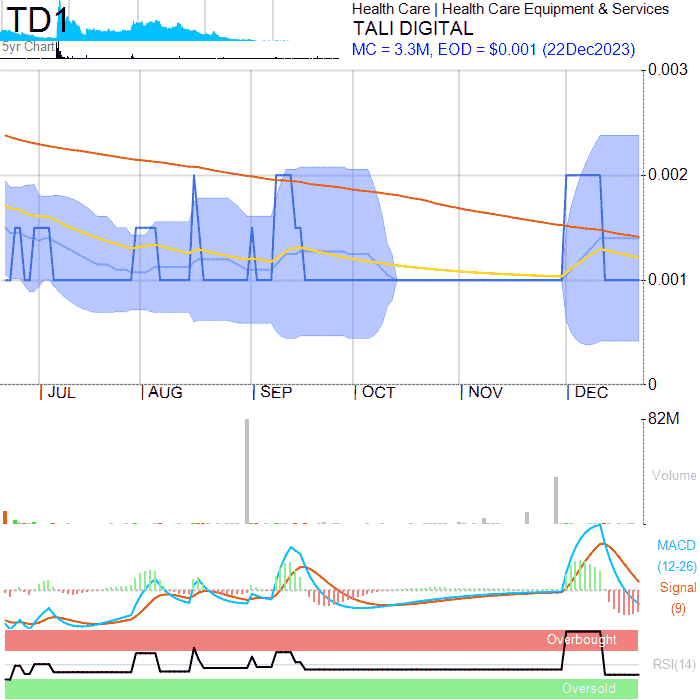 TD1
5yr Chart
Health Care | Health Care Equipment & Services
TALI DIGITAL
MC = 3.3M, EOD = $0.001 (22Dec2023)
0.003
0.002
0.001
0
JUL AUG SEP OCT NOV DEC
82M
Volume
MACD
(12-26)
Signal
(9)
Overbought
RSI(14)
Oversold